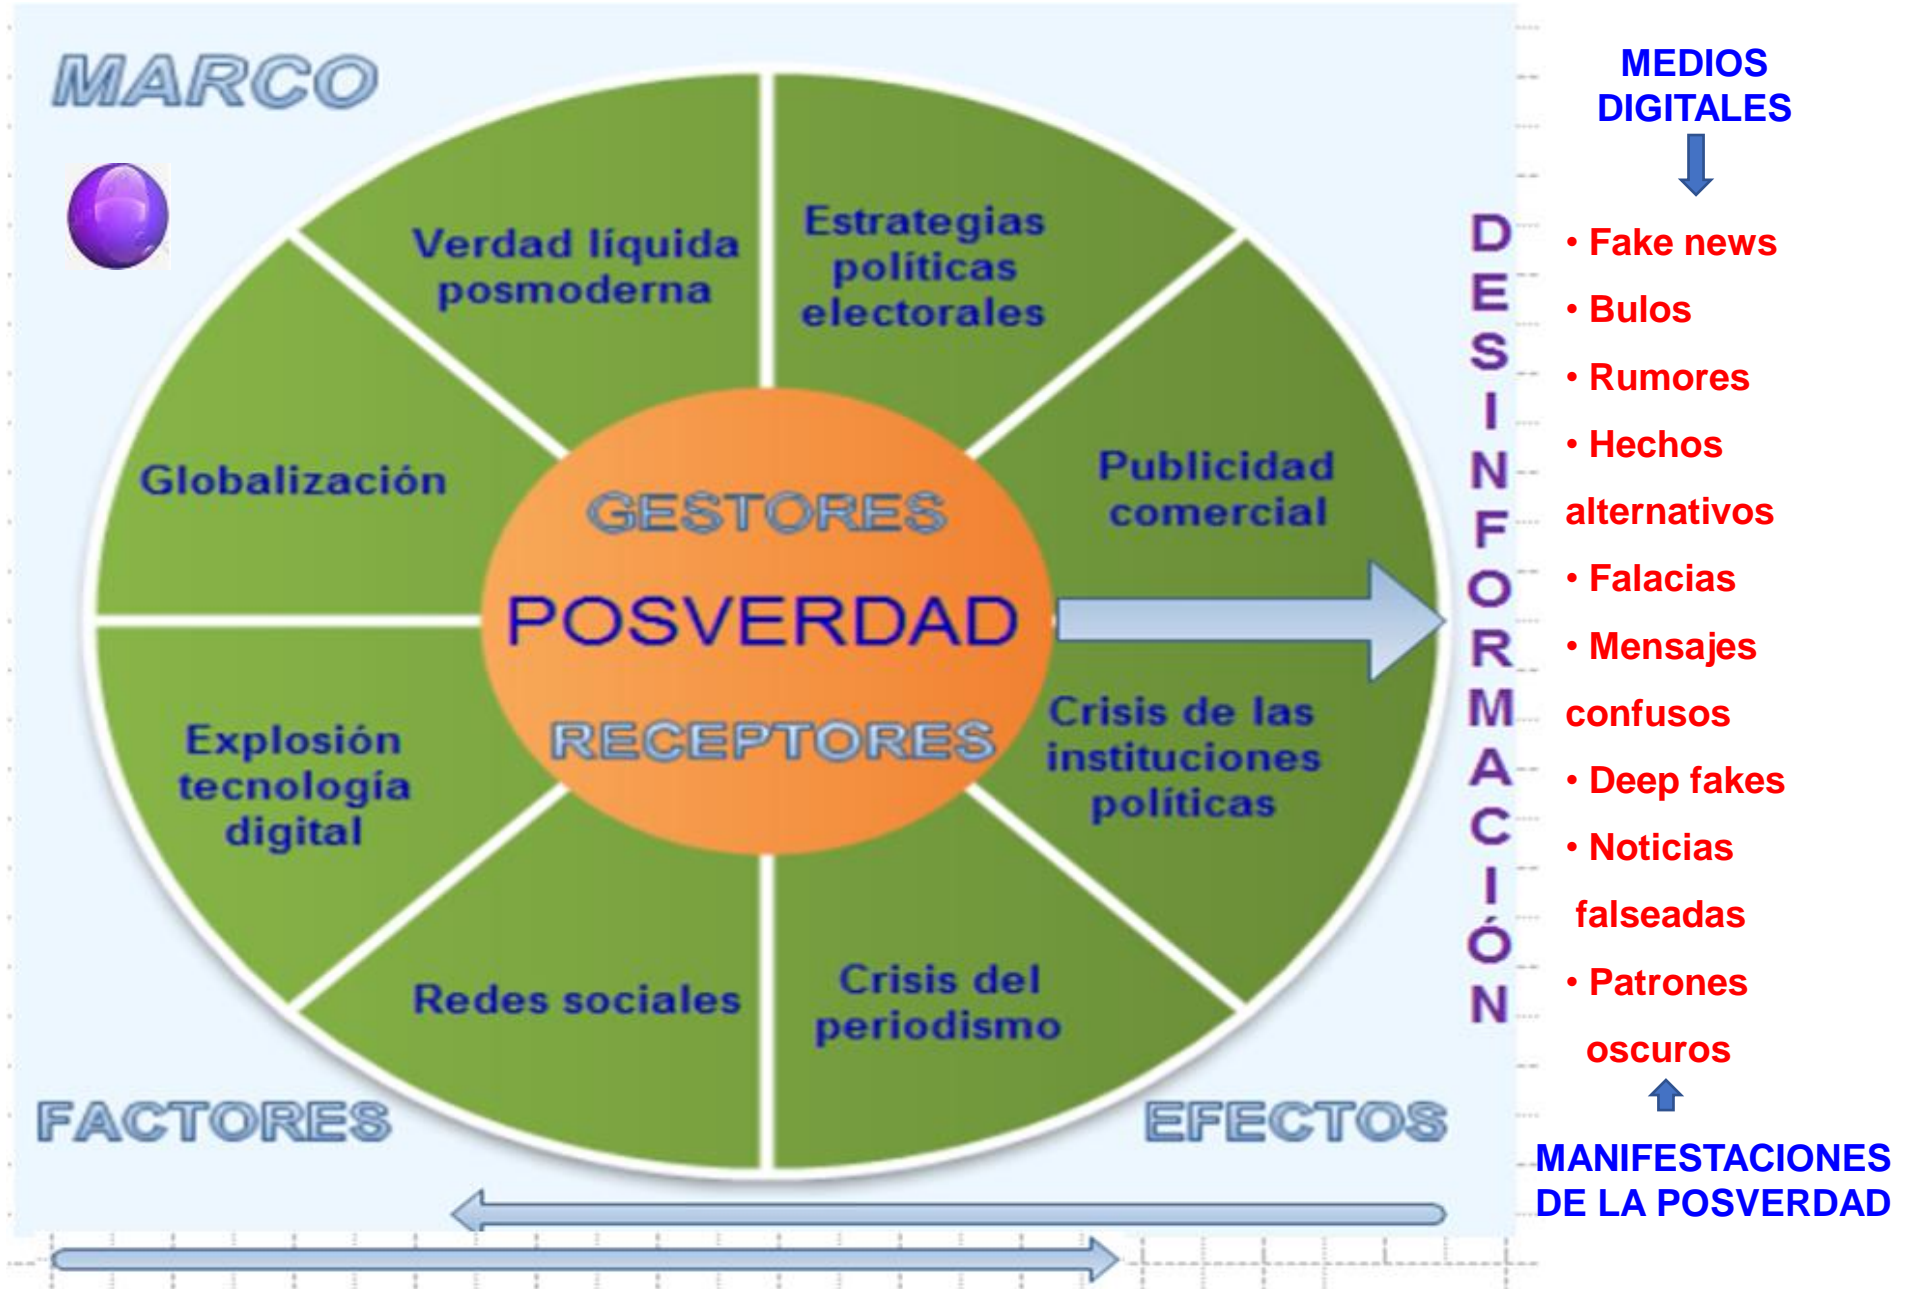 MARCO
Verdad líquida
posmoderna
Estrategias
políticas
electorales
Globalización
Publicidad
comercial
GESTORES
POSVERDAD
RECEPTORES
Explosión
tecnología
digital
Crisis de las
instituciones
políticas
Redes sociales
Crisis del
periodismo
FACTORES
EFECTOS
D
E
S
I
N
F
O
R
M
A
C
I
Ó
N
MEDIOS
DIGITALES
• Fake news
• Bulos
• Rumores
• Hechos
alternativos
• Falacias
• Mensajes
confusos
• Deep fakes
• Noticias
falseadas
• Patrones
oscuros
MANIFESTACIONES
DE LA POSVERDAD